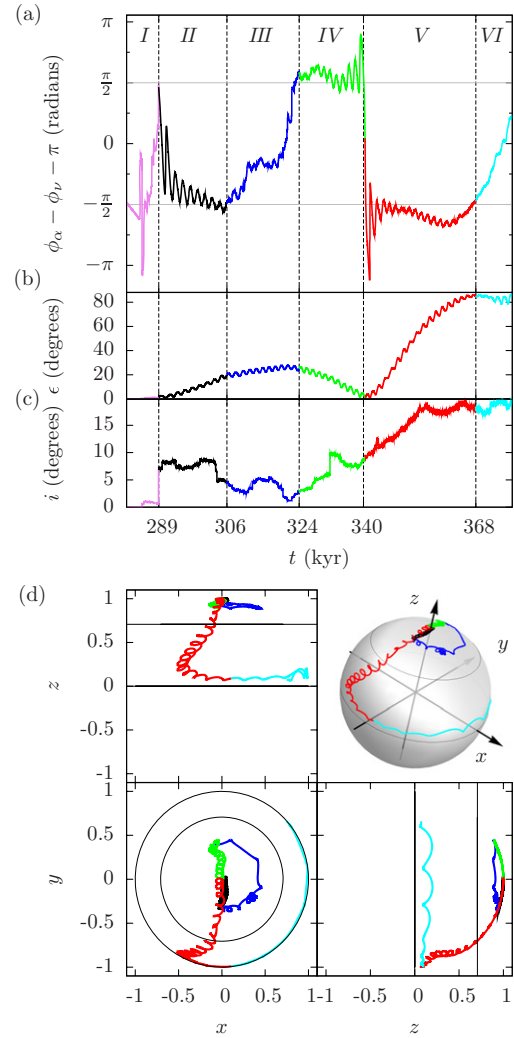 (a)
I II III IV V VI
π
π/2
0
−π/2
−π
ϕα − ϕν − π (radians)
(b)
80
60
40
20
0
ϵ (degrees)
(c)
15
10
5
0
i (degrees)
289 306 324 340 368
t (kyr)
(d)
1
0.5
0
-0.5
-1
z
z
y
x
1
0.5
0
-0.5
-1
y
-1 -0.5 0 0.5 1 -1 -0.5 0 0.5 1
x z